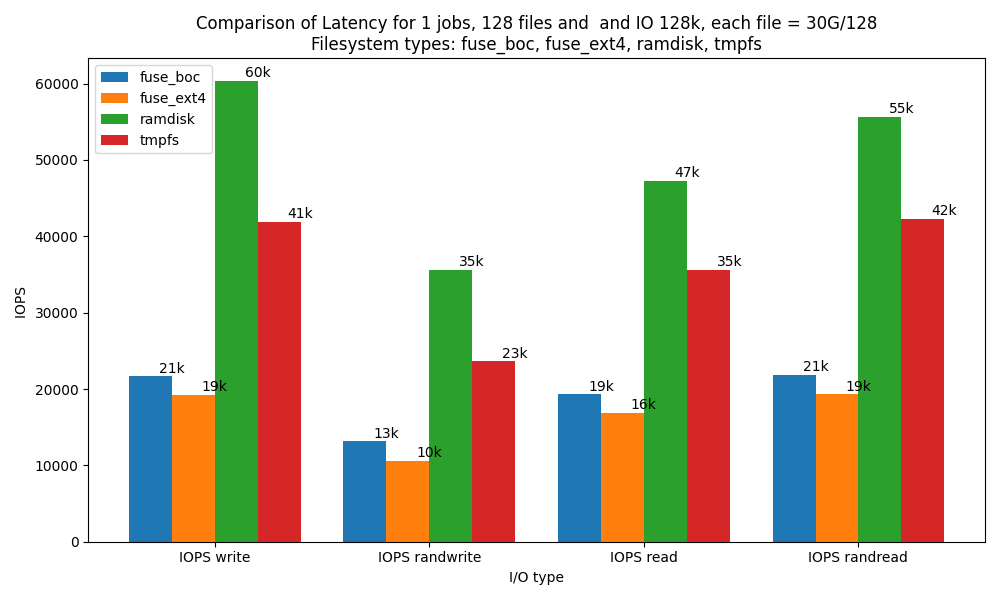 Comparison of Latency for 1 jobs, 128 files and  and IO 128k, each file = 30G/128
Filesystem types: fuse_boc, fuse_ext4, ramdisk, tmpfs
fuse_boc
fuse_ext4
ramdisk
tmpfs
IOPS
60000
50000
40000
30000
20000
10000
0
21k
19k
60k
41k
13k
10k
35k
23k
19k
16k
47k
35k
21k
19k
55k
42k
IOPS write
IOPS randwrite
IOPS read
IOPS randread
I/O type